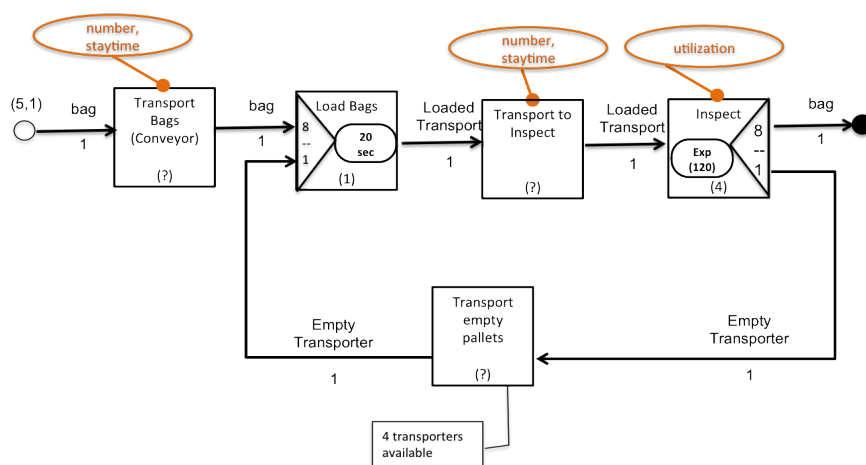 number,
staytime
number,
staytime
utilization
(5,1)
bag
1
Transport
Bags
(Conveyor)
(?)
bag
1
Load Bags
8
--
1
20
sec
(1)
Loaded
Transport
1
Transport to
Inspect
(?)
Loaded
Transport
1
Inspect
Exp
(120)
(4)
8
--
1
bag
1
Empty
Transporter
1
Transport
empty
pallets
(?)
Empty
Transporter
1
4 transporters
available